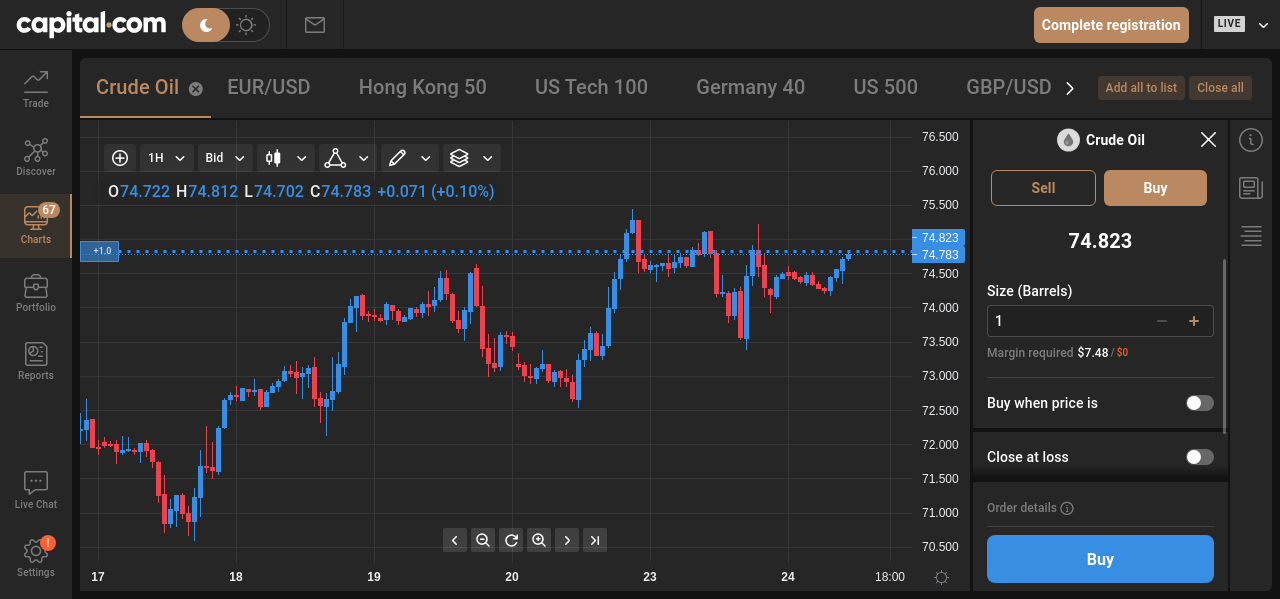 capital.com
Complete registration
LIVE
Trade
Discover
67
Charts
Portfolio
Reports
Live Chat
!
Settings
Crude Oil
EUR/USD
Hong Kong 50
US Tech 100
Germany 40
US 500
GBP/USD
Add all to list
Close all
1H
Bid
O74.722 H74.812 L74.702 C74.783 +0.071 (+0.10%)
+1.0
76.500
76.000
75.500
74.823
74.783
74.500
74.000
73.500
73.000
72.500
72.000
71.500
71.000
70.500
17
18
19
20
23
24
18:00
Crude Oil
Sell
Buy
74.823
Size (Barrels)
1
Margin required $7.48 / $0
Buy when price is
Close at loss
Order details
Buy